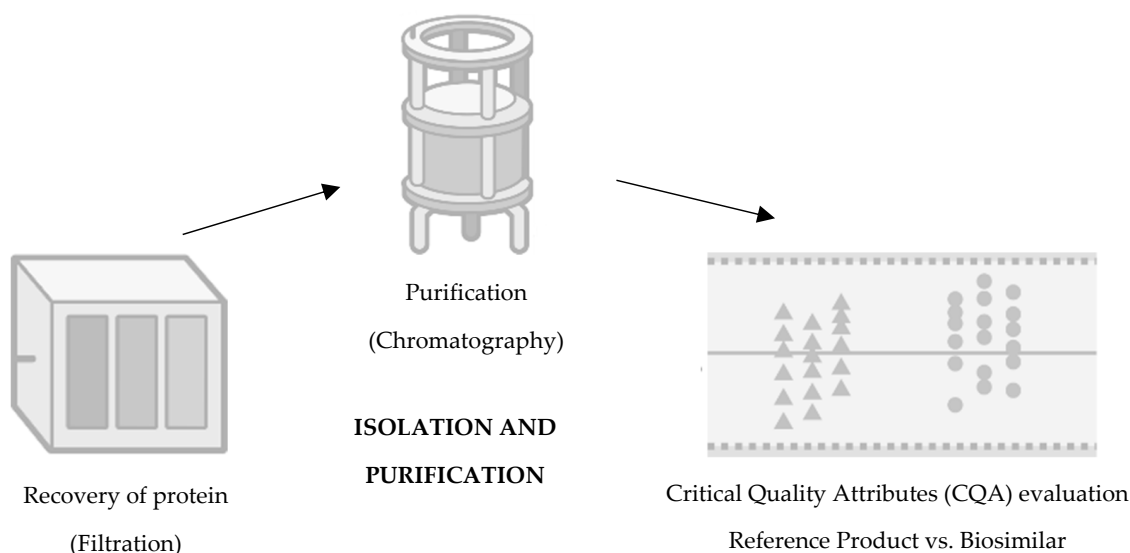 Purification
(Chromatography)
ISOLATION AND
PURIFICATION
Recovery of protein
(Filtration)
Critical Quality Attributes (CQA) evaluation
Reference Product vs. Biosimilar